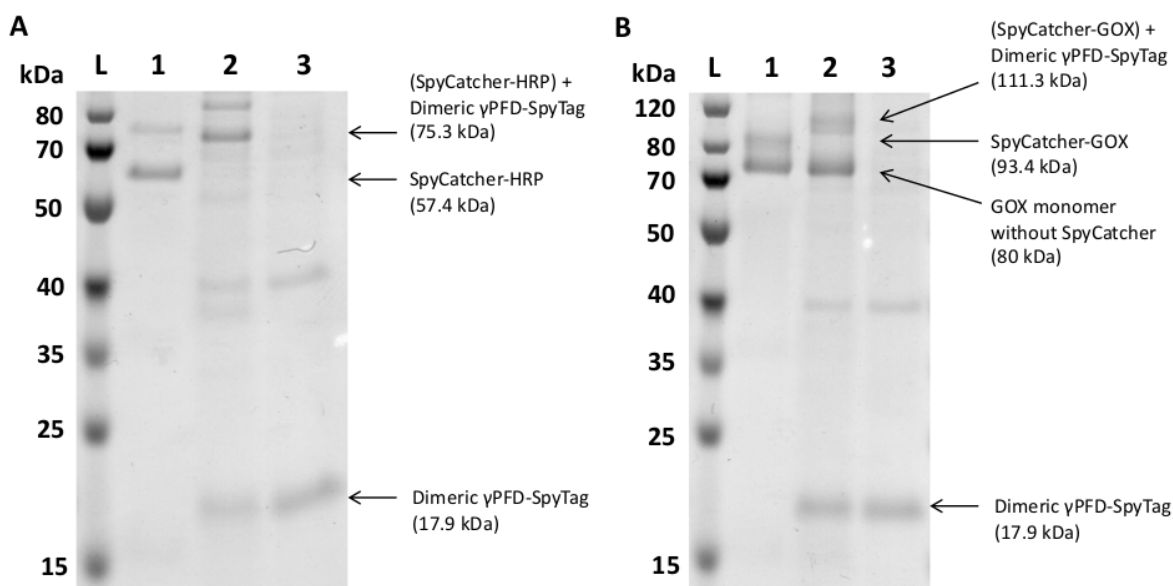 A
kDa
L 1 2 3
80
70
50
40
35
25
15
(SpyCatcher-HRP) +
Dimeric γPFD-SpyTag
(75.3 kDa)
SpyCatcher-HRP
(57.4 kDa)
Dimeric γPFD-SpyTag
(17.9 kDa)
B
kDa
L 1 2 3
120
80
70
50
40
35
25
15
(SpyCatcher-GOX) +
Dimeric γPFD-SpyTag
(111.3 kDa)
SpyCatcher-GOX
(93.4 kDa)
GOX monomer
without SpyCatcher
(80 kDa)
Dimeric γPFD-SpyTag
(17.9 kDa)